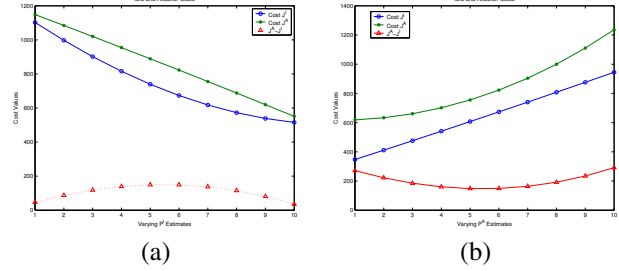 1200
1000
800
600
400
200
0
Cost Values
1 2 3 4 5 6 7 8 9 10
Varying P^I Estimates
Cost J^I
Cost J^A
J^A-J^I
(a)
1400
1200
1000
800
600
400
200
0
Cost Values
1 2 3 4 5 6 7 8 9 10
Varying P^A Estimates
Cost J^I
Cost J^A
J^A-J^I
(b)